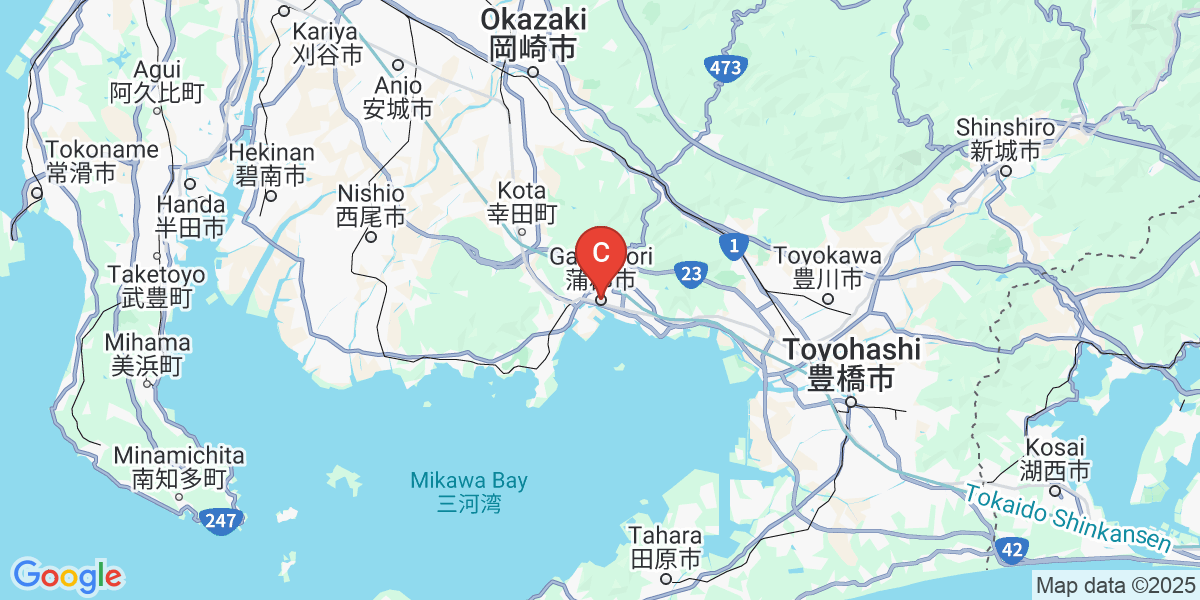 Kariya
刈谷市
Okazaki
岡崎市
Agui
阿久比町
Anjo
安城市
473
Tokoname
常滑市
Hekinan
碧南市
Shinshiro
新城市
Handa
半田市
Nishio
西尾市
Kota
幸田町
1
Toyokawa
豊川市
C
23
Taketoyo
武豊町
Mihama
美浜町
Toyohashi
豊橋市
Minamichita
南知多町
Mikawa Bay
三河湾
Kosai
湖西市
247
Tokaido Shinkansen
Tahara
田原市
42
Google
Map data ©2025